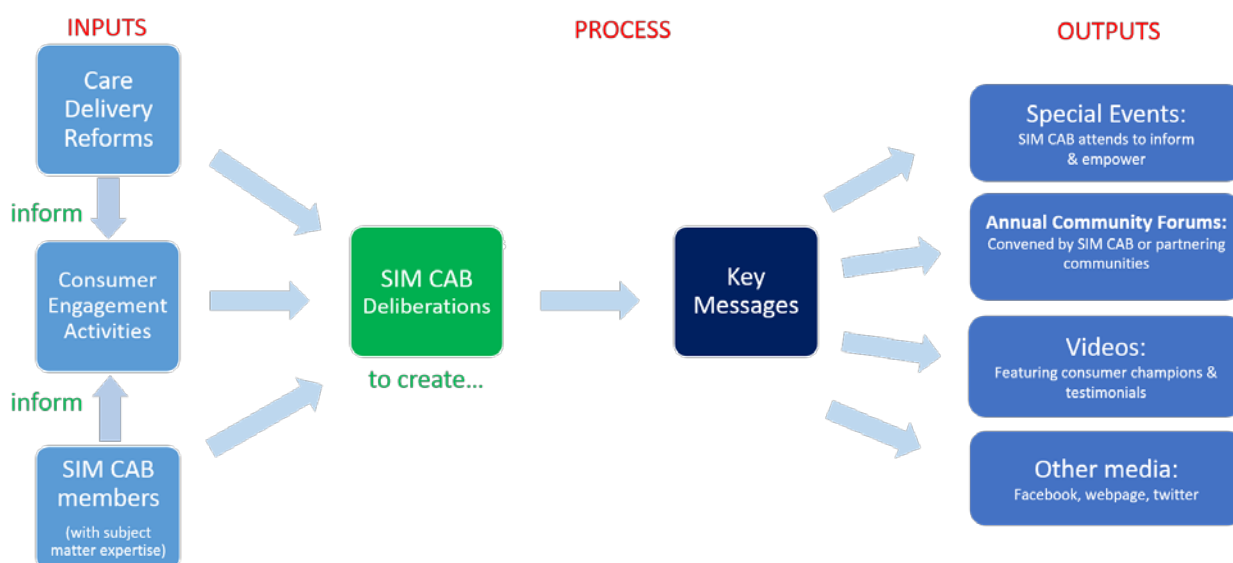 INPUTS
PROCESS
OUTPUTS
Care
Delivery
Reforms
inform
Consumer
Engagement
Activities
inform
SIM CAB
members
(with subject
matter expertise)
SIM CAB
Deliberations
to create...
Key
Messages
Special Events:
SIM CAB attends to inform
& empower
Annual Community Forums:
Convened by SIM CAB or partnering
communities
Videos:
Featuring consumer champions &
testimonials
Other media:
Facebook, webpage, twitter